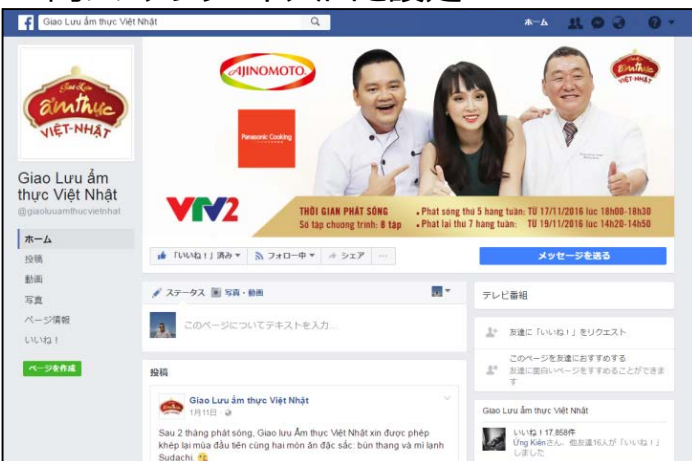 Giao Lưu ẩm thực Việt Nhật
ホーム
Giao Lưu
ẩm thực
VIỆT-NHẬT
Giao Lưu ẩm
thực Việt Nhật
@giaoluuamthucvietnhat
ホーム
投稿
動画
写真
ページ情報
いいね！
ページを作成
AJINOMOTO
Panasonic Cooking
VTV2
ẩm thực
VIỆT-NHẬT
THỜI GIAN PHÁT SÓNG
Số tập chương trình: 8 tập
• Phát sóng thứ 5 hàng tuần: TỪ 17/11/2016 lúc 18h00-18h30
• Phát lại thứ 7 hàng tuần: TỪ 19/11/2016 lúc 14h20-14h50
「いいね！」済み
フォロー中
シェア
メッセージを送る
ステータス
写真・動画
このページについてテキストを入力...
投稿
Giao Lưu ẩm thực Việt Nhật
1月11日
Sau 2 tháng phát sóng, Giao lưu Ẩm thực Việt Nhật xin được phép
khép lại mùa đầu tiên cùng hai món ăn đặc sắc: bún thang và mì lạnh
Sudachi.
テレビ番組
友達に「いいね！」をリクエスト
このページを友達におすすめする
友達に面白いページをすすめることができま
す
Giao Lưu ẩm thực Việt Nhật
いいね！17,858件
Ứng Kiênさん、他友達16人が「いいね！」
しました